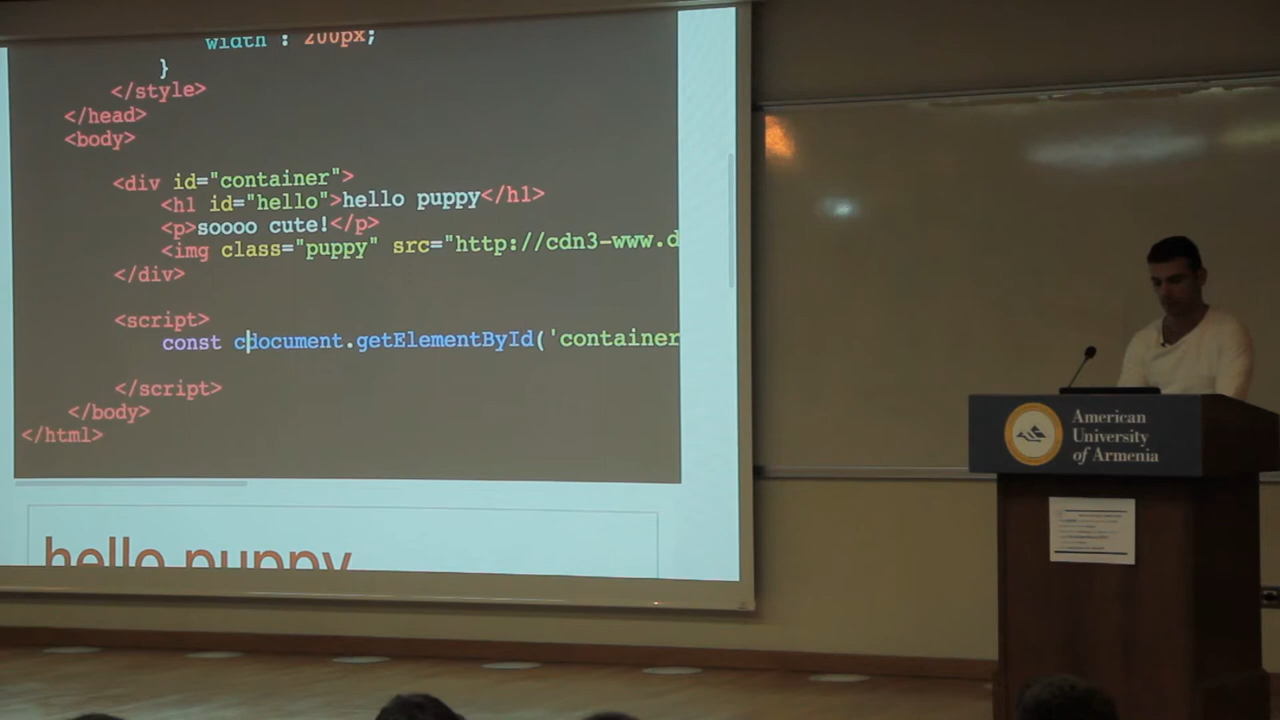 width : 200px;
}
</style>
</head>
<body>
<div id="container">
<h1 id="hello">hello puppy</h1>
<p>soooo cute!</p>
<img class="puppy" src="http://cdn3-www.d
</div>
<script>
const cdocument.getElementById('container
</script>
</body>
</html>
hello puppy
American
University
of Armenia